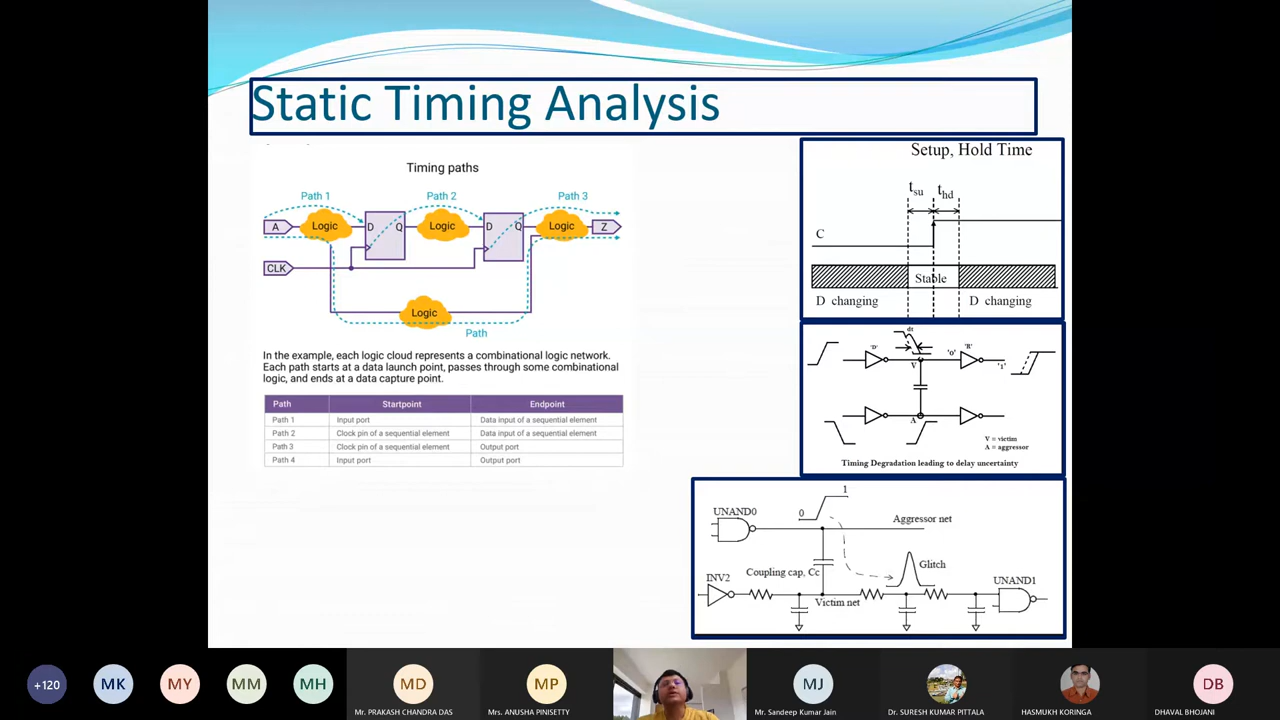 Static Timing Analysis
Timing paths
Path 1
Path 2
Path 3
A
Logic
D
Q
Logic
D
Q
Logic
Z
CLK
Logic
Path
In the example, each logic cloud represents a combinational logic network.
Each path starts at a data launch point, passes through some combinational
logic, and ends at a data capture point.
Path Startpoint Endpoint
Path 1 Input port Data input of a sequential element
Path 2 Clock pin of a sequential element Data input of a sequential element
Path 3 Clock pin of a sequential element Output port
Path 4 Input port Output port
Setup, Hold Time
tsu thd
C
Stable
D changing D changing
dt
'D' '0' 'R'
V '1'
A
V = victim
A = aggressor
Timing Degradation leading to delay uncertainty
1
UNAND0 0
Aggressor net
Glitch
Coupling cap, Cc
INV2
UNAND1
Victim net
+120 MK MY MM MH MD MP MJ DB
Mr. PRAKASH CHANDRA DAS
Mrs. ANUSHA PINISETTY
Mr. Sandeep Kumar Jain
Dr. SURESH KUMAR PITTALA
HASMUKH KORINGA
DHAVAL BHOJANI